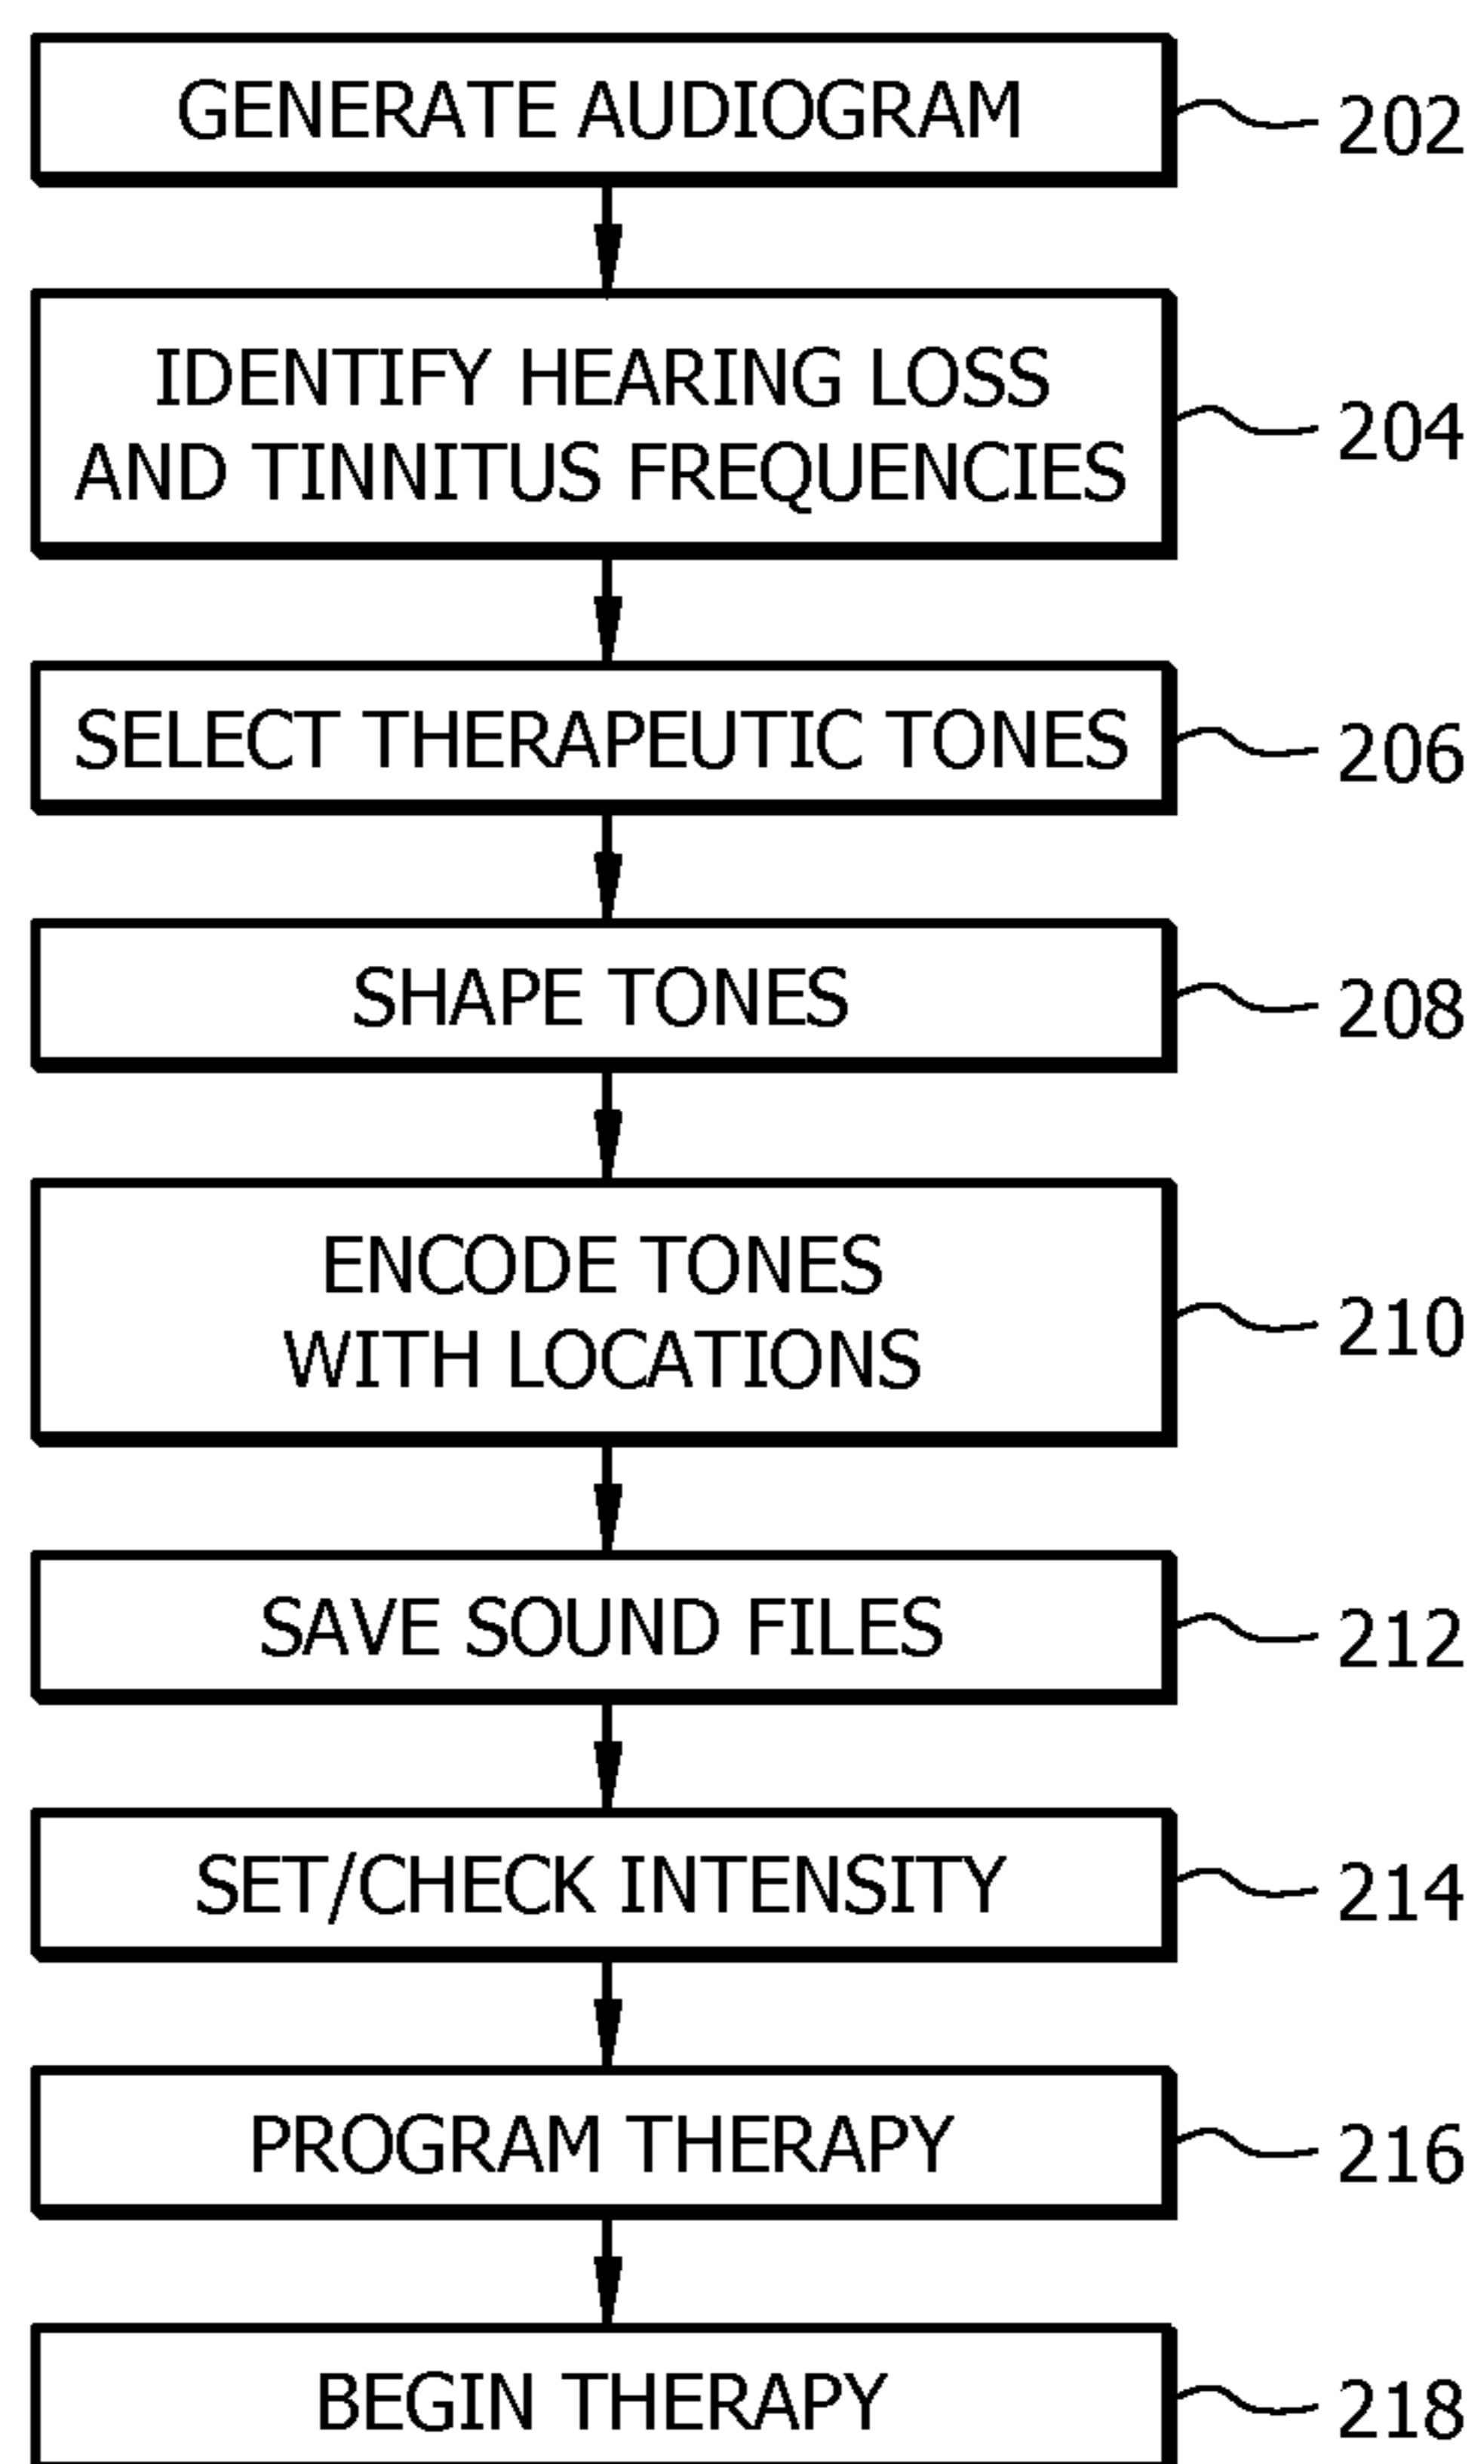 GENERATE AUDIOGRAM
202
IDENTIFY HEARING LOSS
AND TINNITUS FREQUENCIES
204
SELECT THERAPEUTIC TONES
206
SHAPE TONES
208
ENCODE TONES
WITH LOCATIONS
210
SAVE SOUND FILES
212
SET/CHECK INTENSITY
214
PROGRAM THERAPY
216
BEGIN THERAPY
218